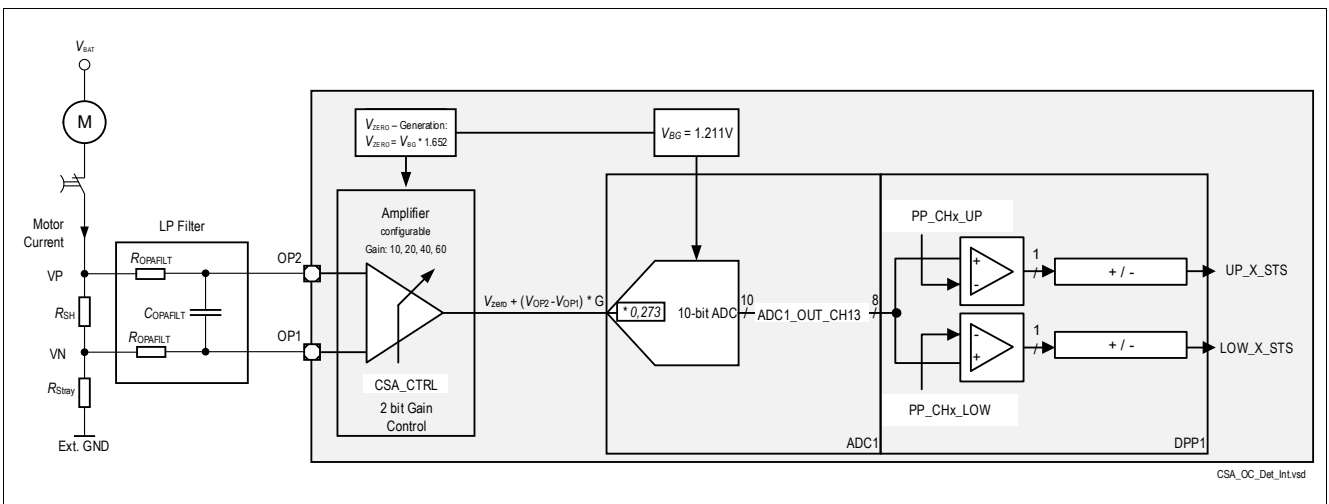 VBAT
M
Motor
Current
VP
RSH
VN
RStray
Ext. GND
LP Filter
ROPAFILT
COPAFILT
ROPAFILT
OP2
OP1
VZERO – Generation:
VZERO = VBG * 1.652
VBG = 1.211V
Amplifier
configurable
Gain: 10, 20, 40, 60
CSA_CTRL
2 bit Gain
Control
Vzero + (VOP2-VOP1) * G
* 0,273
10-bit ADC
10
ADC1_OUT_CH13
8
ADC1
PP_CHx_UP
+
-
1
+ / -
UP_X_STS
-
+
1
+ / -
LOW_X_STS
PP_CHx_LOW
DPP1
CSA_OC_Det_Int.vsd